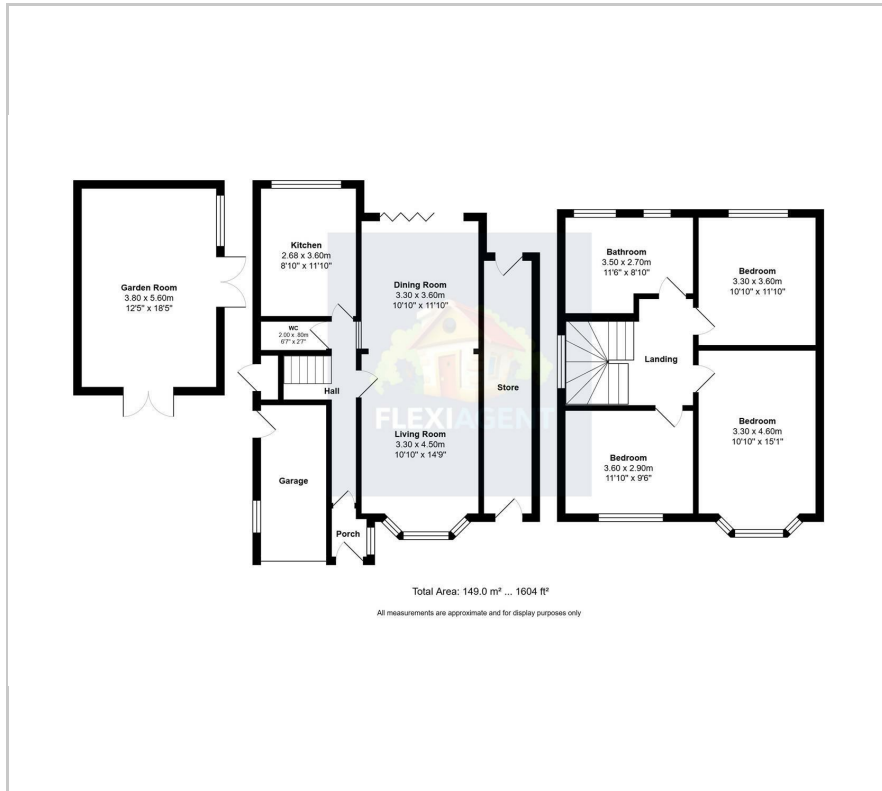 Garden Room
3.80 x 5.60m
12'5" x 18'5"
Kitchen
2.68 x 3.60m
8'10" x 11'10"
WC
2.00 x .80m
6'7" x 2'7"
Hall
Garage
Porch
Dining Room
3.30 x 3.60m
10'10" x 11'10"
FLEXIAGENT
Living Room
3.30 x 4.50m
10'10" x 14'9"
Store
Bathroom
3.50 x 2.70m
11'6" x 8'10"
Bedroom
3.30 x 3.60m
10'10" x 11'10"
Landing
Bedroom
3.30 x 4.60m
10'10" x 15'1"
Bedroom
3.60 x 2.90m
11'10" x 9'6"
Total Area: 149.0 m² ... 1604 ft²
All measurements are approximate and for display purposes only